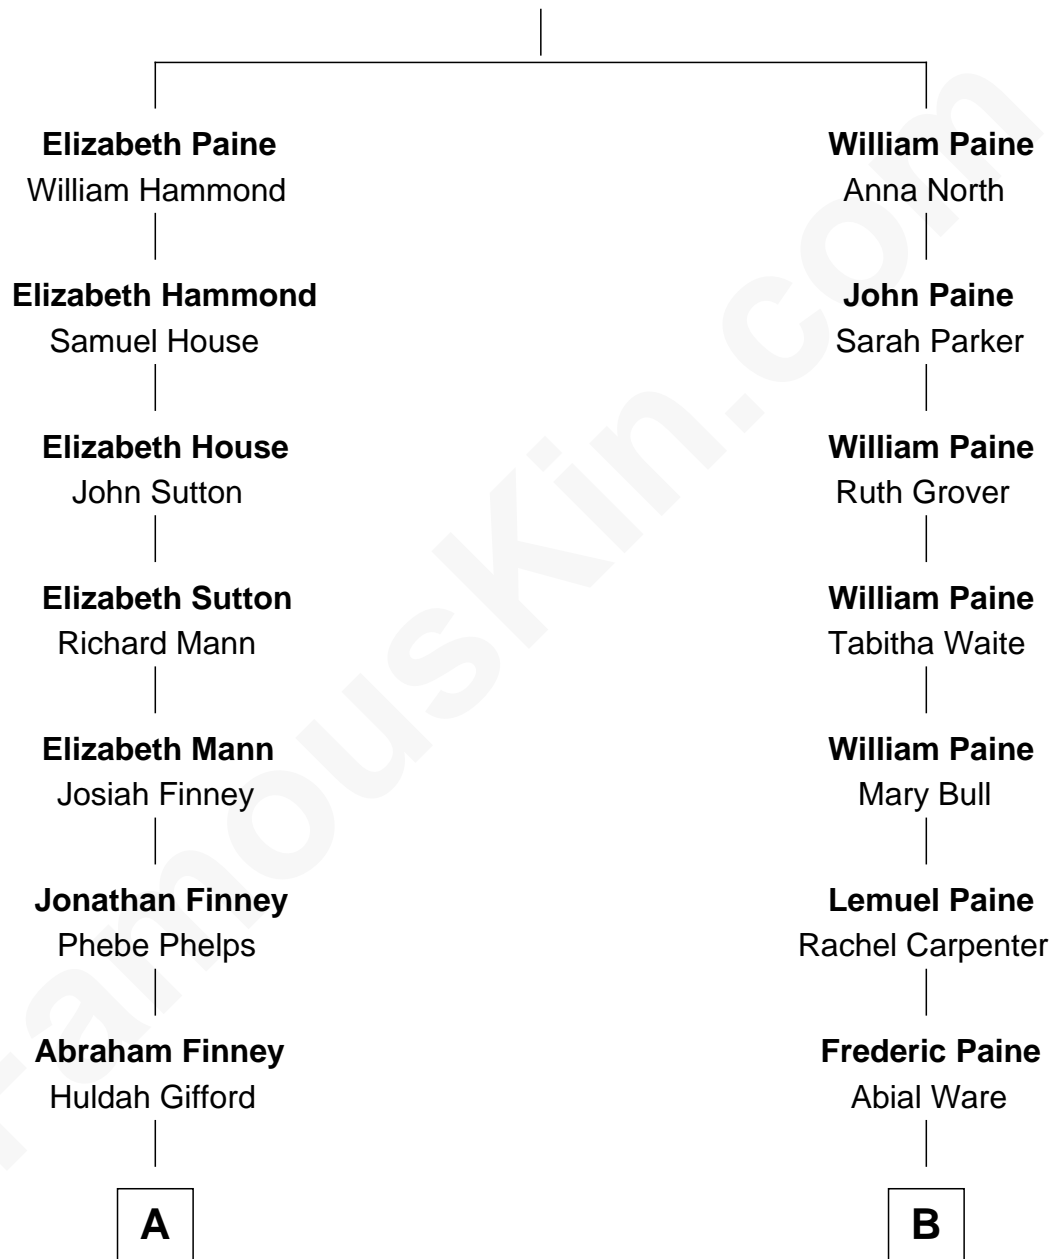 Elizabeth Paine
William Hammond
Elizabeth Hammond
Samuel House
Elizabeth House
John Sutton
Elizabeth Sutton
Richard Mann
Elizabeth Mann
Josiah Finney
Jonathan Finney
Phebe Phelps
Abraham Finney
Huldah Gifford
A
William Paine
Anna North
John Paine
Sarah Parker
William Paine
Ruth Grover
William Paine
Tabitha Waite
William Paine
Mary Bull
Lemuel Paine
Rachel Carpenter
Frederic Paine
Abial Ware
B
FamousKin.com